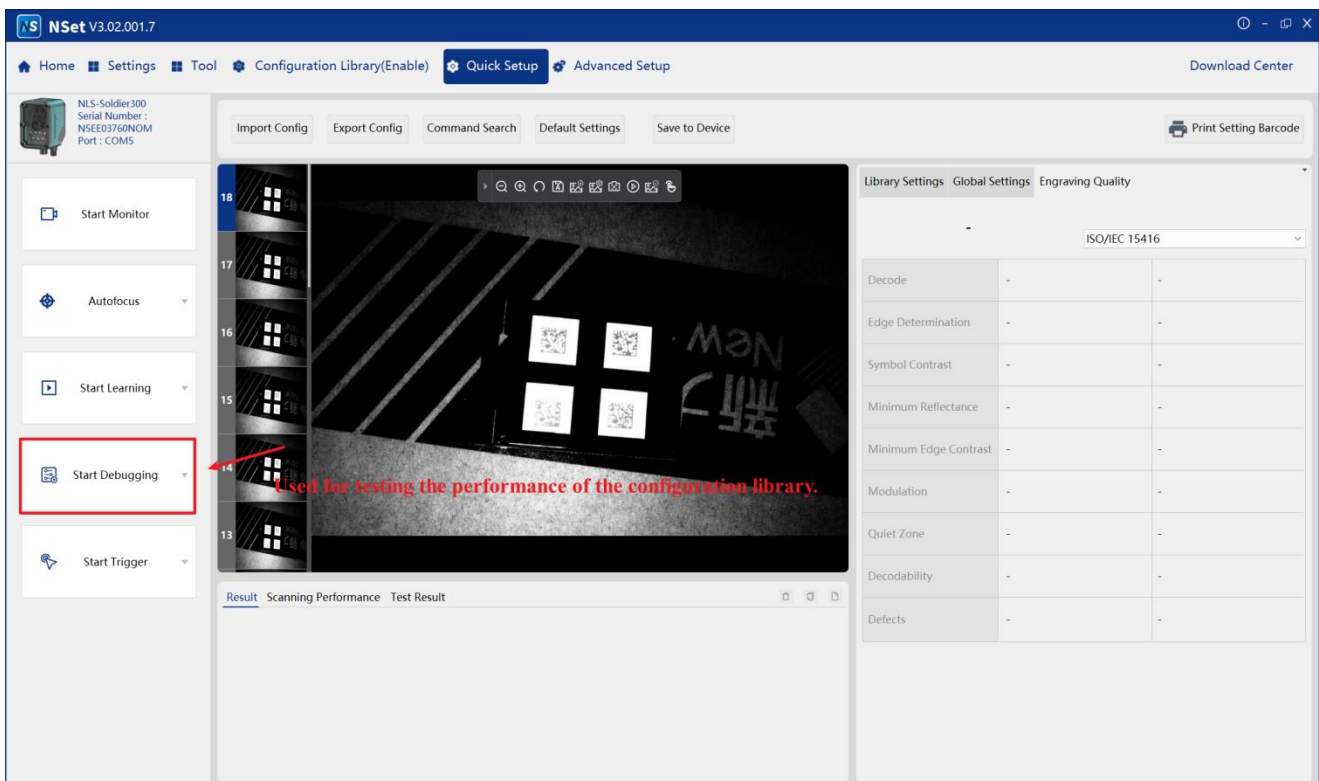 NS NSet V3.02.001.7
Home Settings Tool Configuration Library(Enable) Quick Setup Advanced Setup Download Center
NLS-Soldier300
Serial Number :
NSEE03760NOM
Port : COM5
Import Config Export Config Command Search Default Settings Save to Device Print Setting Barcode
Start Monitor
Autofocus
Start Learning
Start Debugging
Start Trigger
18
17
16
15
14
13
New
Used for testing the performance of the configuration library.
Result Scanning Performance Test Result
Library Settings Global Settings Engraving Quality
-
ISO/IEC 15416
Decode - -
Edge Determination - -
Symbol Contrast - -
Minimum Reflectance - -
Minimum Edge Contrast - -
Modulation - -
Quiet Zone - -
Decodability - -
Defects - -